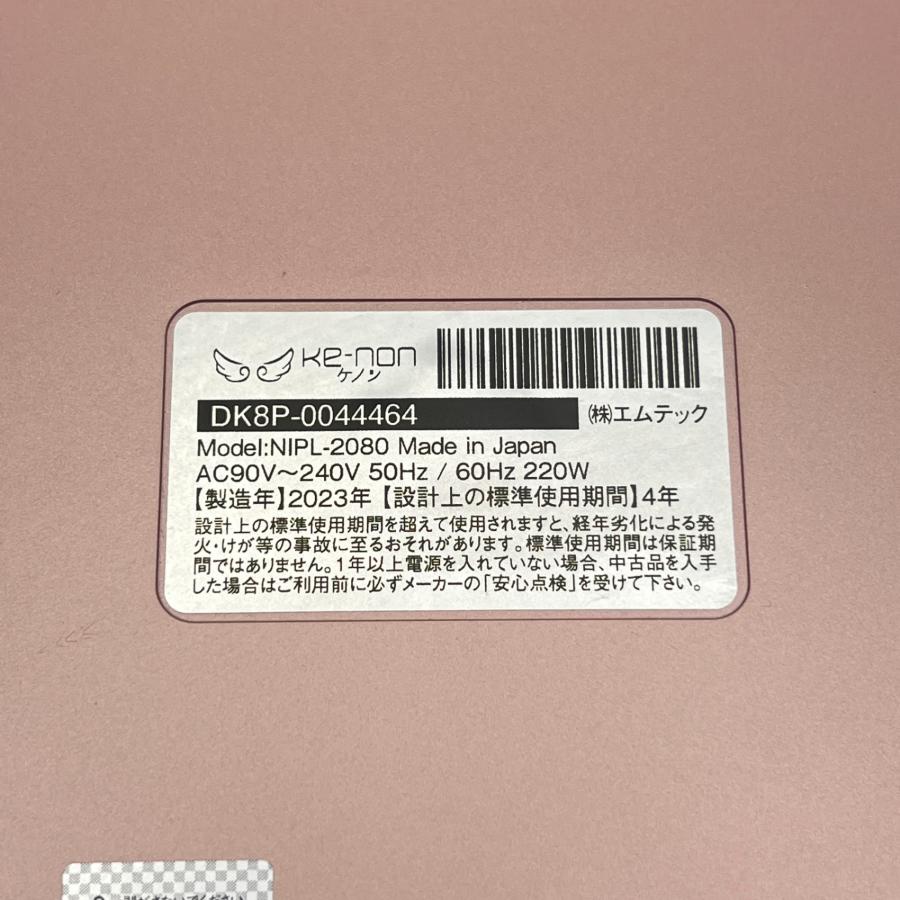 ke-non
ケノン
DK8P-0044464
㈱エムテック
Model:NIPL-2080 Made in Japan
AC90V～240V 50Hz / 60Hz 220W
【製造年】2023年【設計上の標準使用期間】4年
設計上の標準使用期間を超えて使用されますと、経年劣化による発
火・けが等の事故に至るおそれがあります。標準使用期間は保証期
間ではありません。1年以上電源を入れていない場合、中古品を入手
した場合はご利用前に必ずメーカーの「安心点検」を受けて下さい。